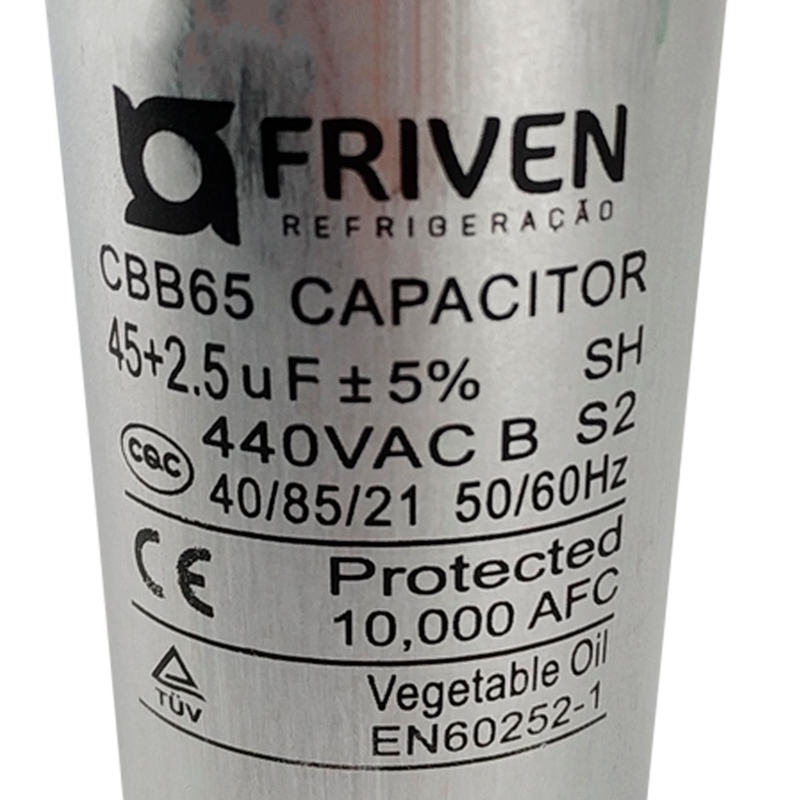 FRIVEN
REFRIGERAÇÃO
CBB65 CAPACITOR
45+2.5uF±5% SH
440VAC B S2
CQC 40/85/21 50/60Hz
CE Protected
10,000 AFC
TÜV Vegetable Oil
EN60252-1